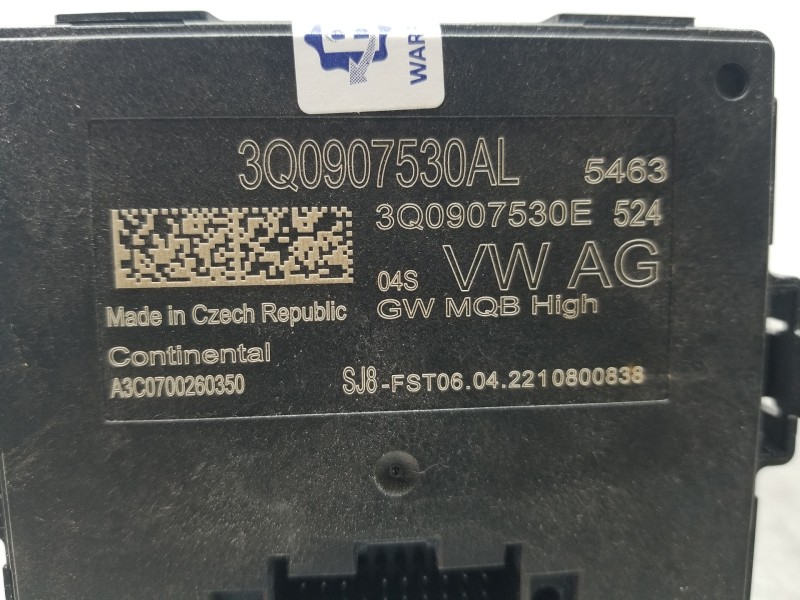 WAR
3Q0907530AL 5463
3Q0907530E 524
04S VW AG
GW MQB High
Made in Czech Republic
Continental
A3C0700260350
SJ8-FST06.04.2210800838